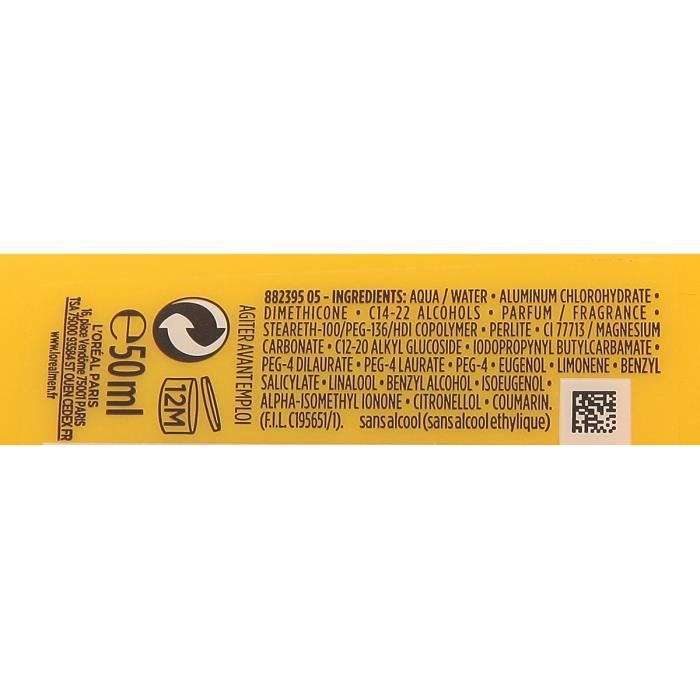 882395 05 - INGREDIENTS: AQUA / WATER • ALUMINUM CHLOROHYDRATE •
DIMETHICONE • C14-22 ALCOHOLS • PARFUM / FRAGRANCE •
STEARETH-100/PEG-136/HDI COPOLYMER • PERLITE • CI 77713 / MAGNESIUM
CARBONATE • C12-20 ALKYL GLUCOSIDE • IODOPROPYNYL BUTYLCARBAMATE •
PEG-4 DILAURATE • PEG-4 LAURATE • PEG-4 • EUGENOL • LIMONENE • BENZYL
SALICYLATE • LINALOOL • BENZYL ALCOHOL • ISOEUGENOL •
ALPHA-ISOMETHYL IONONE • CITRONELLOL • COUMARIN.
(F.I.L. C195651/1). sans alcool (sans alcool ethylique)
AGITER AVANT EMPLOI
12M
e50 ml
L'ORÉAL PARIS
16, place Vendôme 75001 PARIS
TSA 75000 93584 ST OUEN CEDEX FR
www.lorealmen.fr